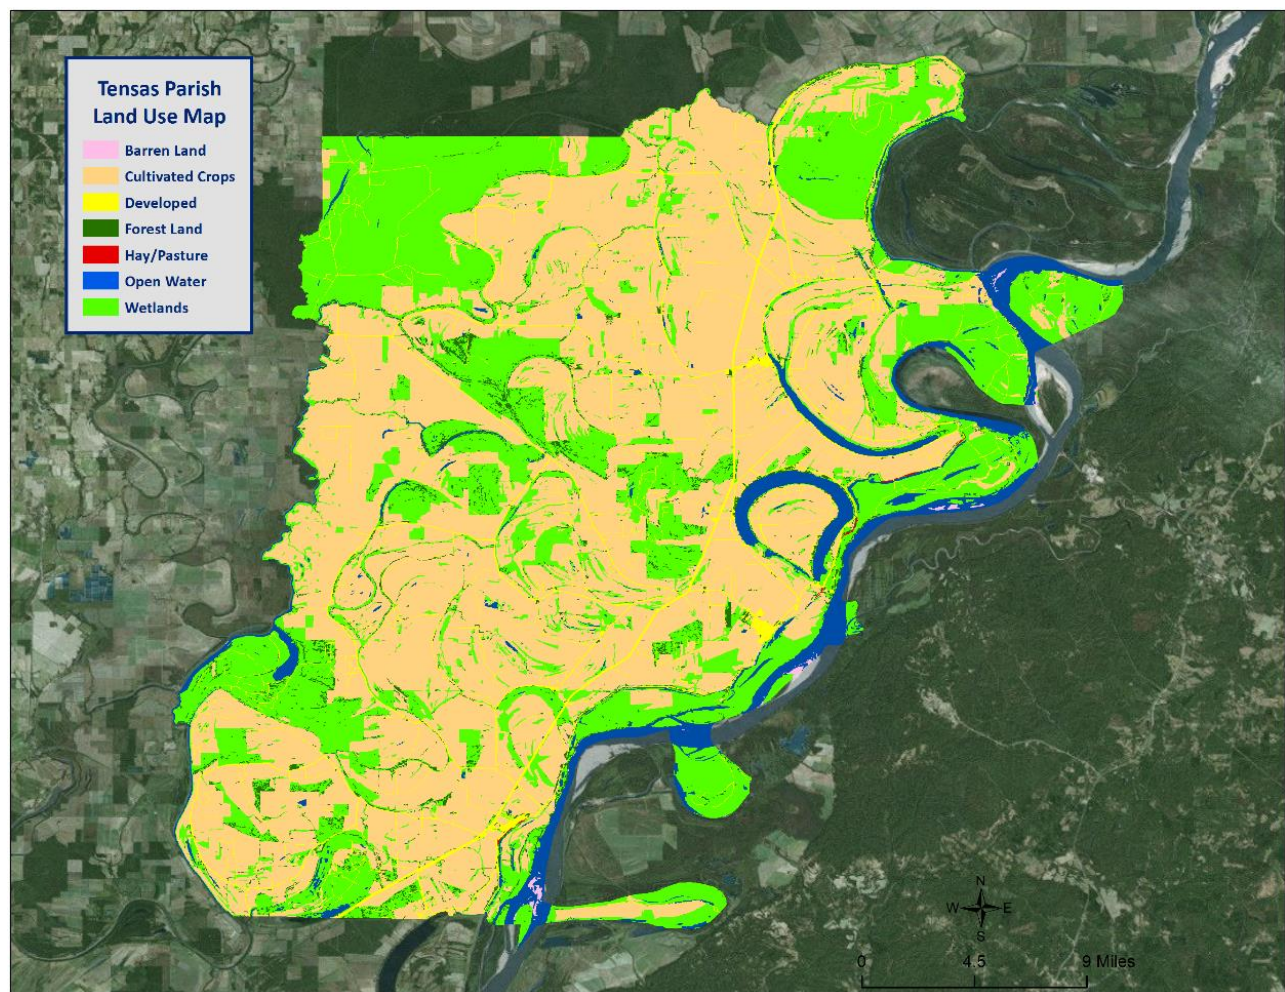 Tensas Parish
Land Use Map
Barren Land
Cultivated Crops
Developed
Forest Land
Hay/Pasture
Open Water
Wetlands
N
W E
S
0 4.5 9 Miles